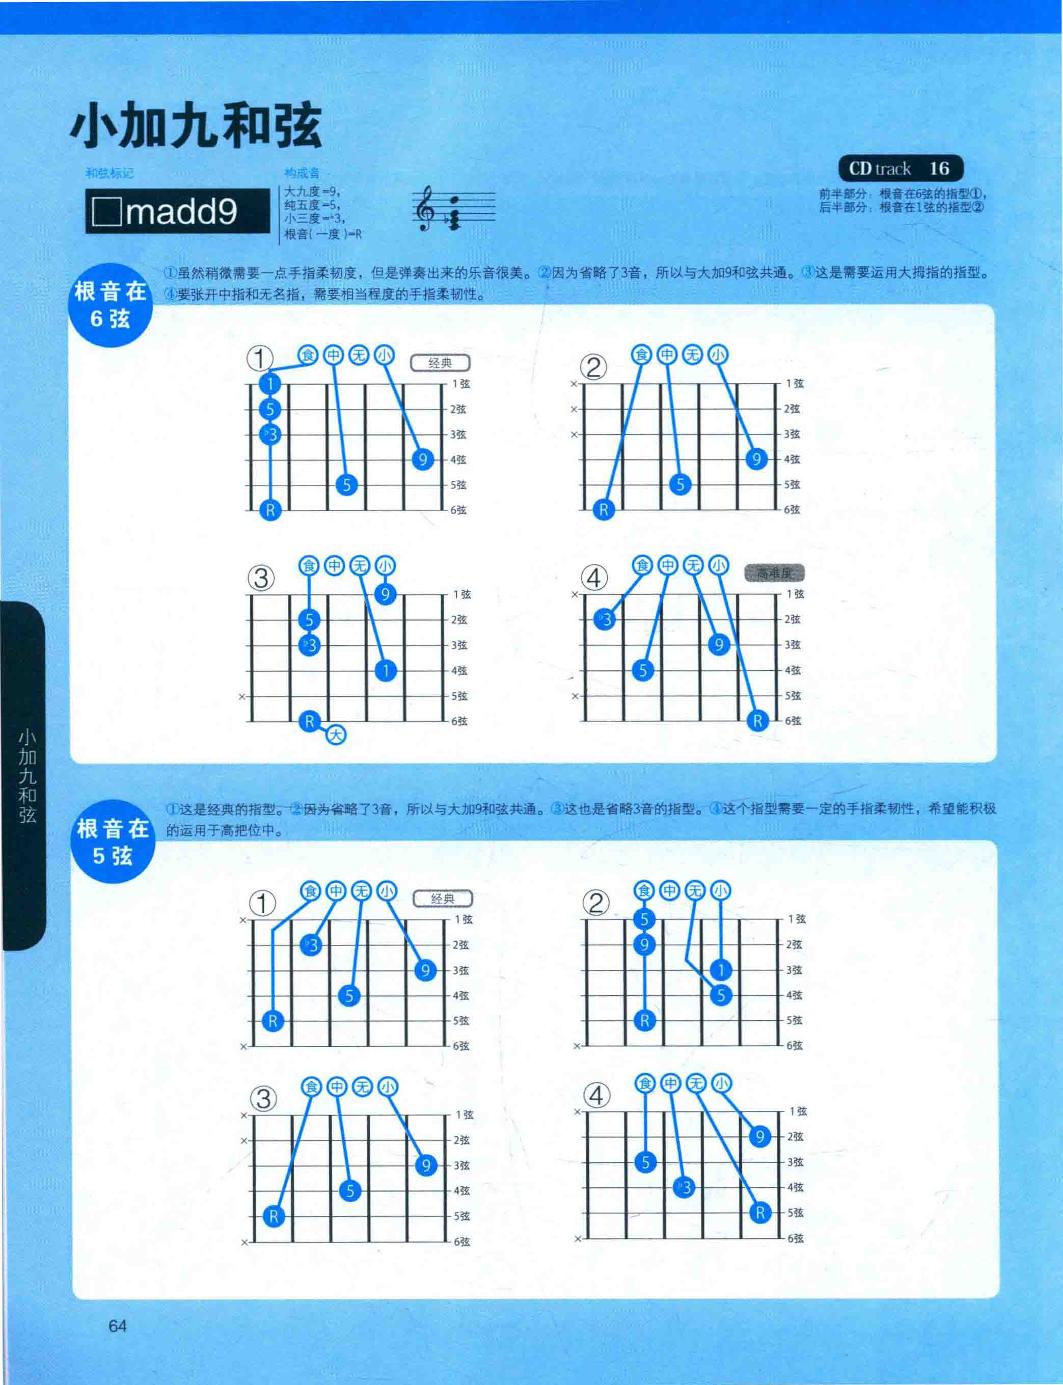 小加九和弦
和弦标记
□madd9
构成音
大九度=9,
纯五度=5,
小三度=♭3,
根音(一度)=R
CD track 16
前半部分：根音在6弦的指型①，
后半部分：根音在1弦的指型②
根音在
6弦
①虽然稍微需要一点手指柔韧度，但是弹奏出来的乐音很美。②因为省略了3音，所以与大加9和弦共通。③这是需要运用大拇指的指型。
④要张开中指和无名指，需要相当程度的手指柔韧性。
① 食 中 无 小 经典
1 1弦
5 2弦
♭3 3弦
9 4弦
5 5弦
R 6弦
② 食 中 无 小
× 1弦
× 2弦
× 3弦
9 4弦
5 5弦
R 6弦
③ 食 中 无 小
9 1弦
5 2弦
♭3 3弦
1 4弦
× 5弦
R 6弦
大
④ 食 中 无 小 高难度
× 1弦
♭3 2弦
9 3弦
5 4弦
× 5弦
R 6弦
小加九和弦
根音在
5弦
①这是经典的指型。②因为省略了3音，所以与大加9和弦共通。③这也是省略3音的指型。④这个指型需要一定的手指柔韧性，希望能积极
的运用于高把位中。
① 食 中 无 小 经典
× 1弦
♭3 2弦
9 3弦
5 4弦
R 5弦
× 6弦
② 食 中 无 小
5 1弦
9 2弦
1 3弦
5 4弦
R 5弦
× 6弦
③ 食 中 无 小
× 1弦
× 2弦
9 3弦
5 4弦
R 5弦
× 6弦
④ 食 中 无 小
× 1弦
9 2弦
5 3弦
♭3 4弦
R 5弦
× 6弦
64